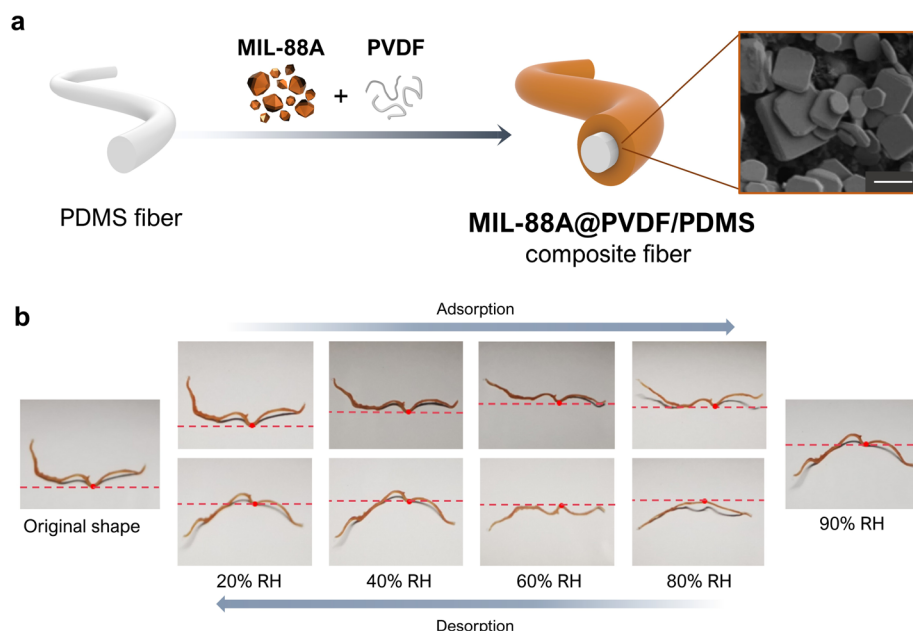 a
MIL-88A
PVDF
+
PDMS fiber
MIL-88A@PVDF/PDMS
composite fiber
b
Adsorption
Original shape
90% RH
20% RH
40% RH
60% RH
80% RH
Desorption